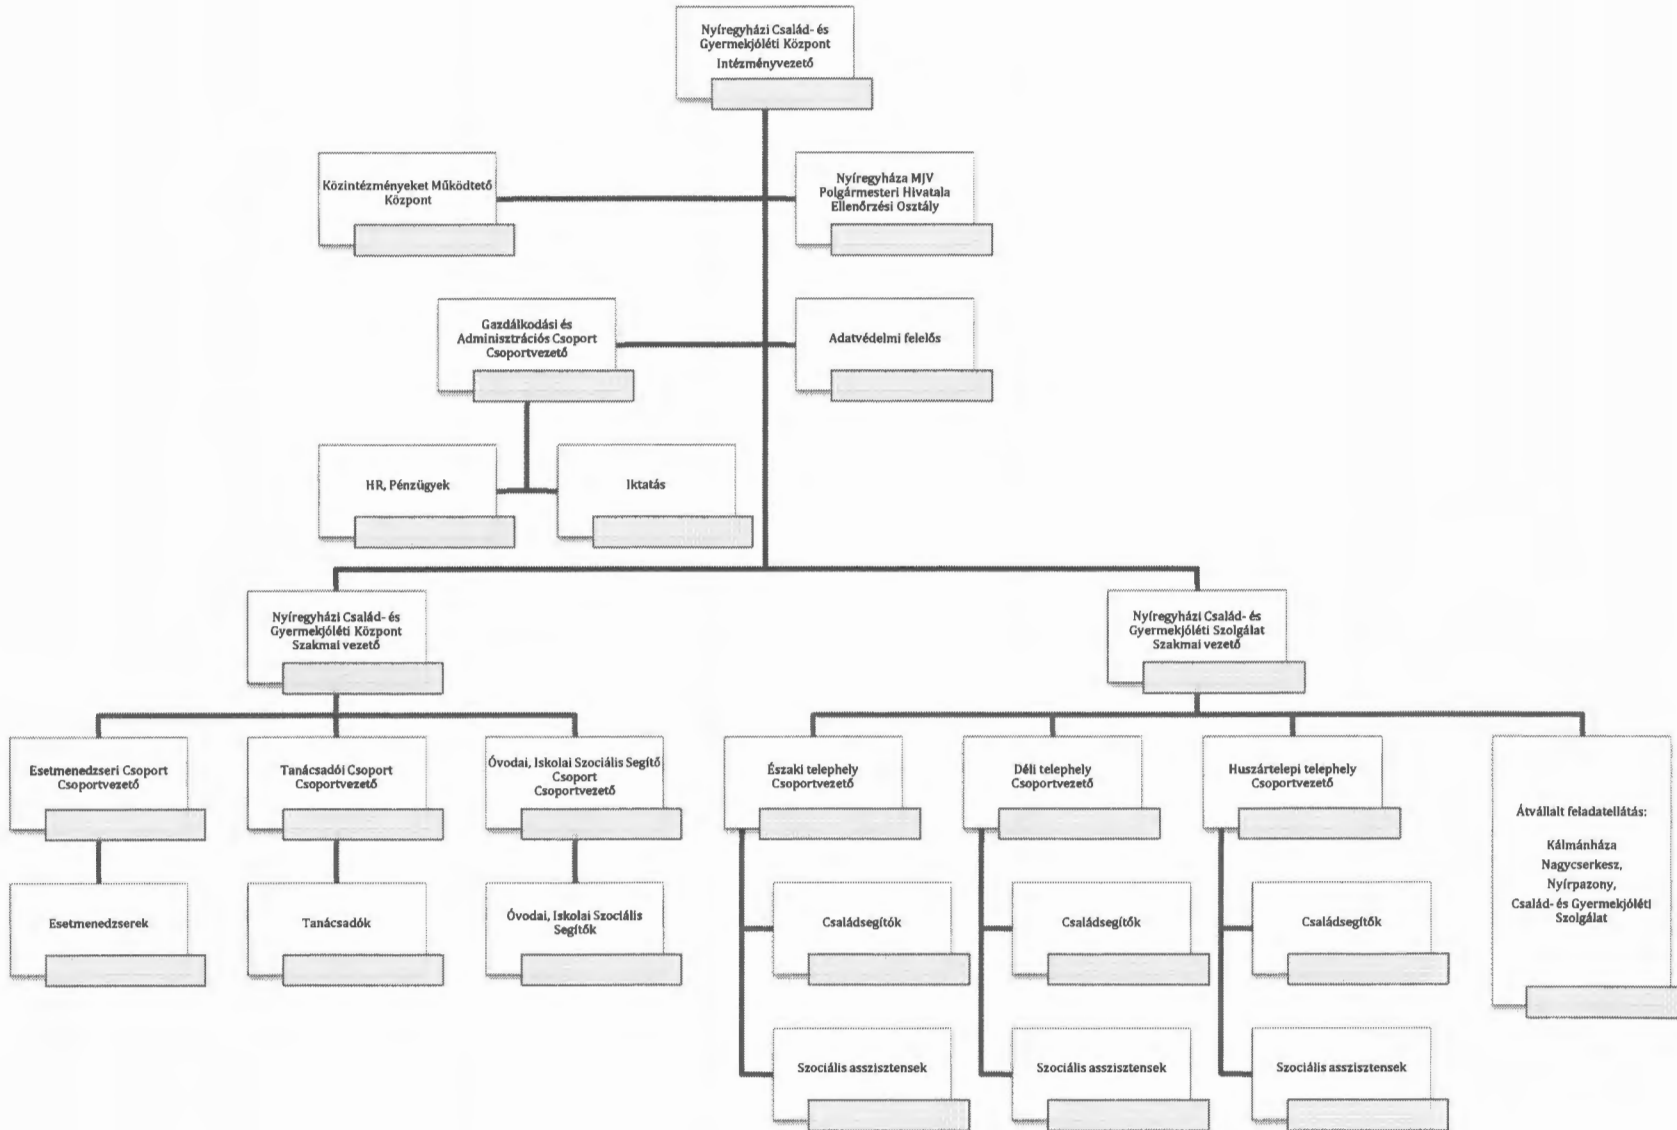 Nyíregyházi Család- és
Gyermekjóléti Központ
Intézményvezető
Közintézményeket Működtető
Központ
Nyíregyháza MJV
Polgármesteri Hivatala
Ellenőrzési Osztály
Gazdálkodási és
Adminisztrációs Csoport
Csoportvezető
Adatvédelmi felelős
HR, Pénzügyek
Iktatás
Nyíregyházi Család- és
Gyermekjóléti Központ
Szakmai vezető
Nyíregyházi Család- és
Gyermekjóléti Szolgálat
Szakmai vezető
Esetmenedzseri Csoport
Csoportvezető
Tanácsadói Csoport
Csoportvezető
Óvodai, Iskolai Szociális Segítő
Csoport
Csoportvezető
Északi telephely
Csoportvezető
Déli telephely
Csoportvezető
Huszártelepi telephely
Csoportvezető
Átvállalt feladatellátás:
Kálmánháza
Nagycserkesz,
Nyírpazony,
Család- és Gyermekjóléti
Szolgálat
Esetmenedzserek
Tanácsadók
Óvodai, Iskolai Szociális
Segítők
Családsegítők
Családsegítők
Családsegítők
Szociális asszisztensek
Szociális asszisztensek
Szociális asszisztensek